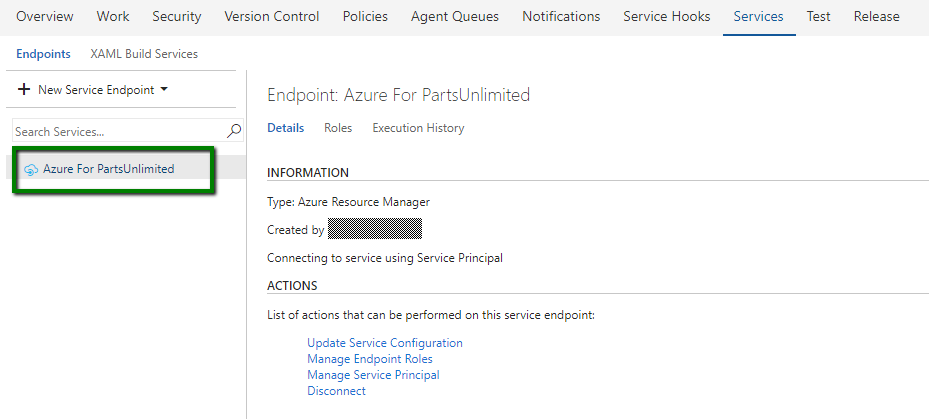 Overview Work Security Version Control Policies Agent Queues Notifications Service Hooks Services Test Release
Endpoints XAML Build Services
New Service Endpoint
Search Services...
Azure For PartsUnlimited
Endpoint: Azure For PartsUnlimited
Details Roles Execution History
INFORMATION
Type: Azure Resource Manager
Created by
Connecting to service using Service Principal
ACTIONS
List of actions that can be performed on this service endpoint:
Update Service Configuration
Manage Endpoint Roles
Manage Service Principal
Disconnect